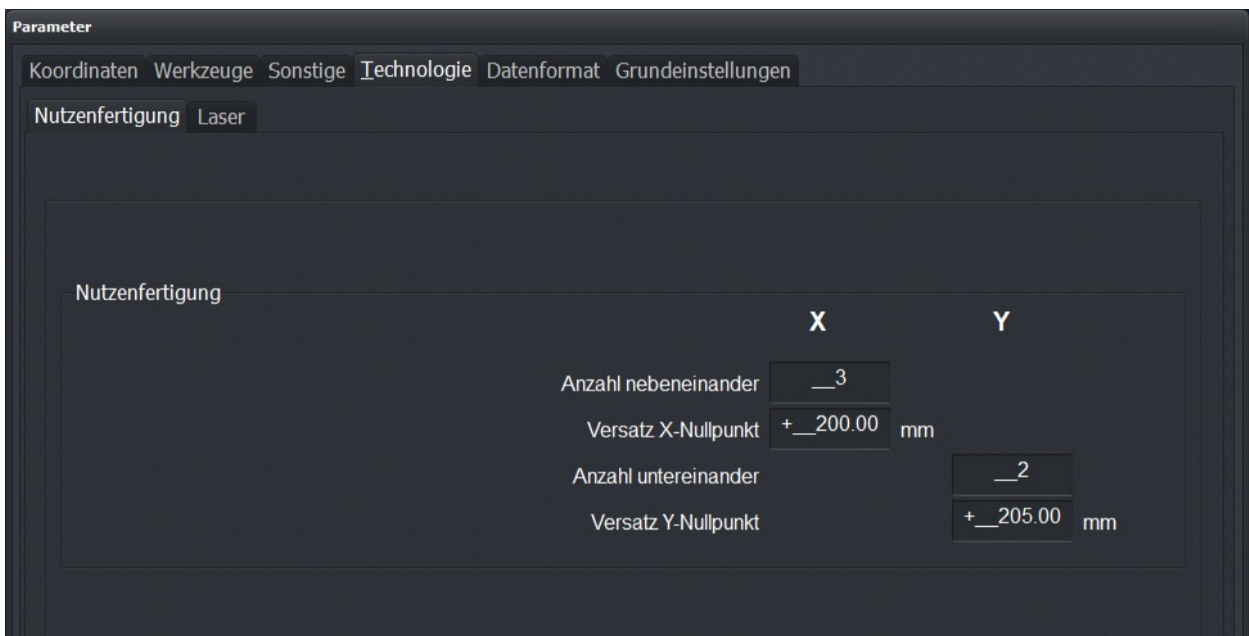 Parameter
Koordinaten Werkzeuge Sonstige Technologie Datenformat Grundeinstellungen
Nutzenfertigung Laser
Nutzenfertigung
X Y
Anzahl nebeneinander __3
Versatz X-Nullpunkt +__200.00 mm
Anzahl untereinander __2
Versatz Y-Nullpunkt +__205.00 mm